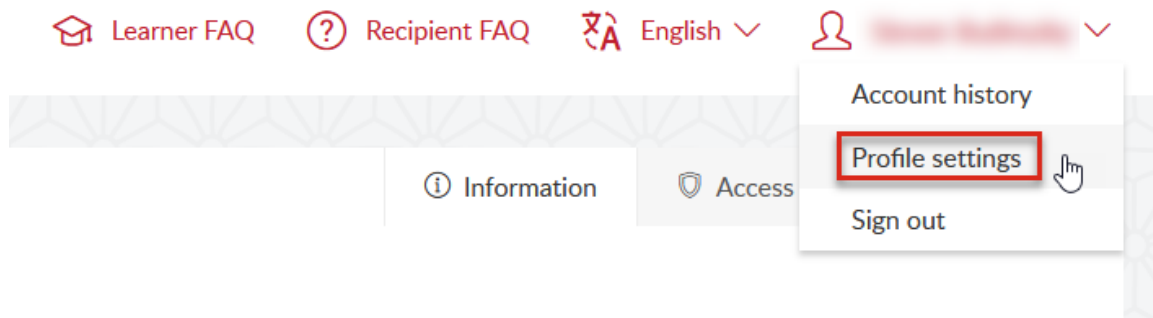 Learner FAQ Recipient FAQ English
Account history
Profile settings
Information Access
Sign out